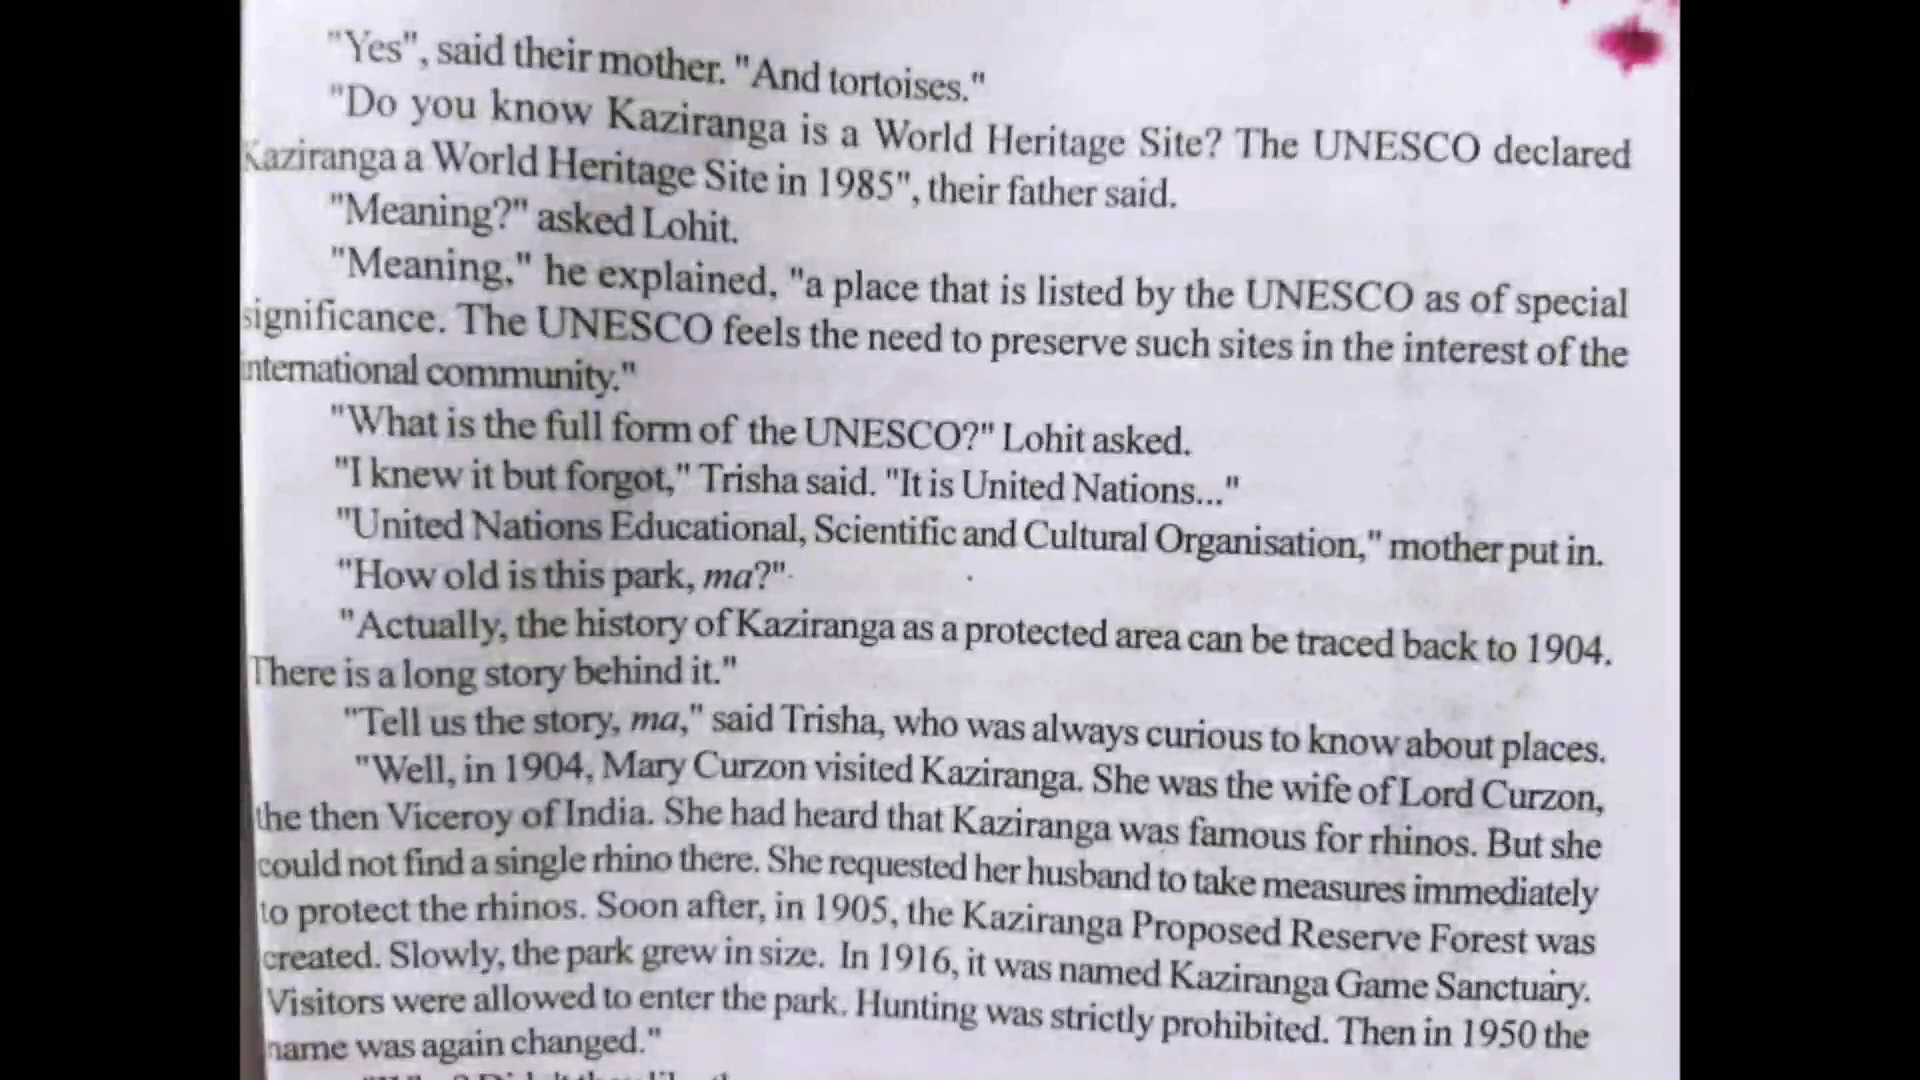 "Yes", said their mother. "And tortoises."
"Do you know Kaziranga is a World Heritage Site? The UNESCO declared
Kaziranga a World Heritage Site in 1985", their father said.
"Meaning?" asked Lohit.
"Meaning," he explained, "a place that is listed by the UNESCO as of special
significance. The UNESCO feels the need to preserve such sites in the interest of the
international community."
"What is the full form of the UNESCO?" Lohit asked.
"I knew it but forgot," Trisha said. "It is United Nations..."
"United Nations Educational, Scientific and Cultural Organisation," mother put in.
"How old is this park, ma?"
"Actually, the history of Kaziranga as a protected area can be traced back to 1904.
There is a long story behind it."
"Tell us the story, ma," said Trisha, who was always curious to know about places.
"Well, in 1904, Mary Curzon visited Kaziranga. She was the wife of Lord Curzon,
the then Viceroy of India. She had heard that Kaziranga was famous for rhinos. But she
could not find a single rhino there. She requested her husband to take measures immediately
to protect the rhinos. Soon after, in 1905, the Kaziranga Proposed Reserve Forest was
created. Slowly, the park grew in size. In 1916, it was named Kaziranga Game Sanctuary.
Visitors were allowed to enter the park. Hunting was strictly prohibited. Then in 1950 the
name was again changed."